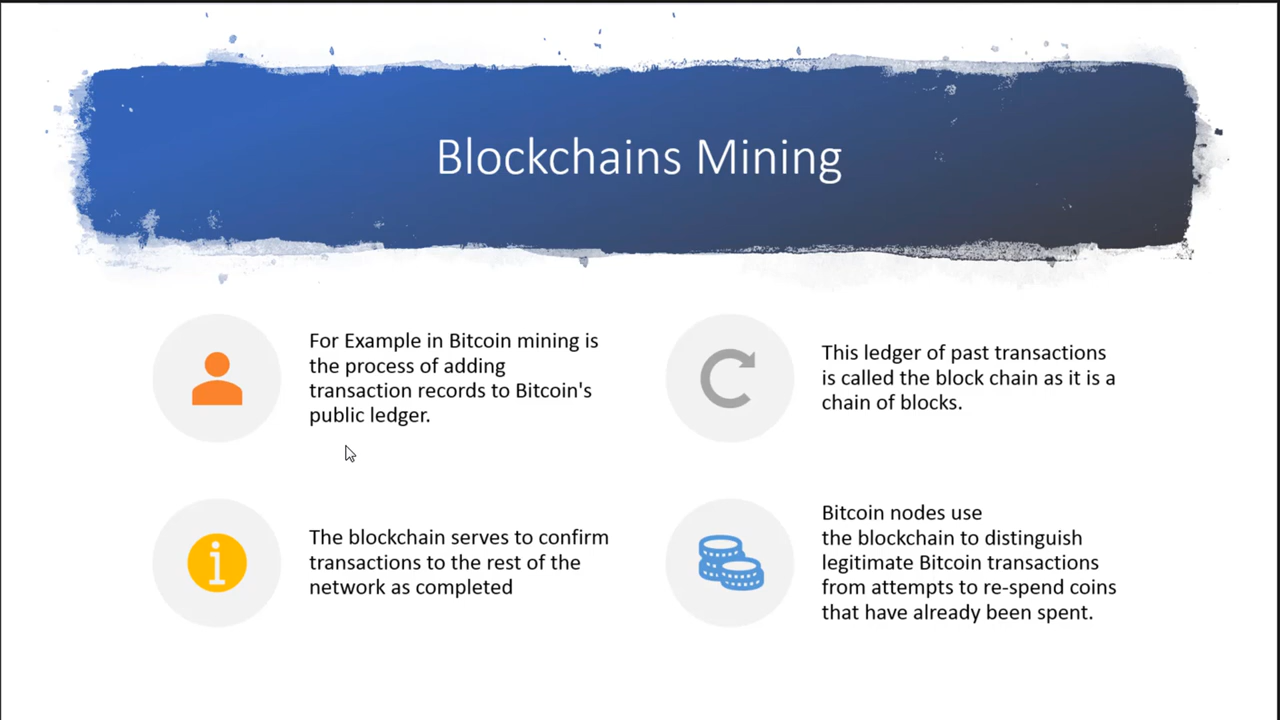 Blockchains Mining
For Example in Bitcoin mining is
the process of adding
transaction records to Bitcoin's
public ledger.
This ledger of past transactions
is called the block chain as it is a
chain of blocks.
The blockchain serves to confirm
transactions to the rest of the
network as completed
Bitcoin nodes use
the blockchain to distinguish
legitimate Bitcoin transactions
from attempts to re-spend coins
that have already been spent.